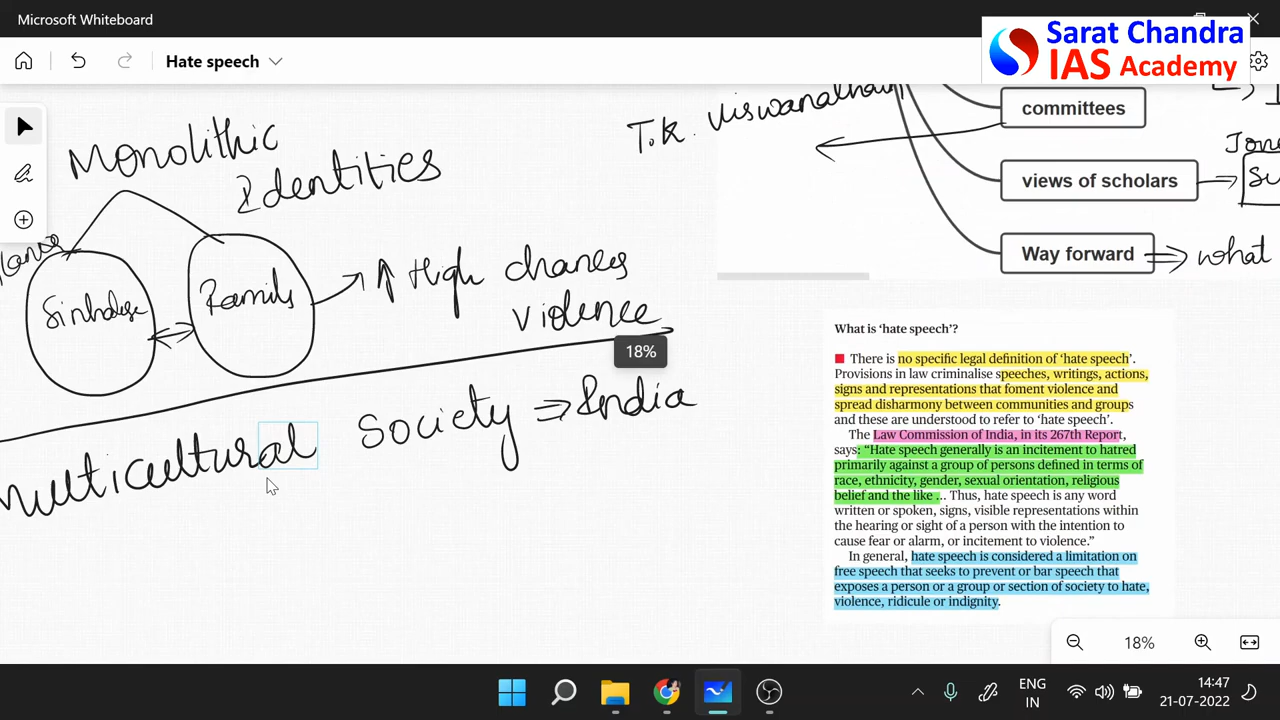 Microsoft Whiteboard
Sarat Chandra
IAS Academy
Hate speech
Monolithic
Identities
Sinhalese
Tamils
High chances
violence
18%
Multicultural Society ⇒ India
T.K. Viswanathan
committees
views of scholars
Way forward
what
What is ‘hate speech’?
There is no specific legal definition of ‘hate speech’.
Provisions in law criminalise speeches, writings, actions,
signs and representations that foment violence and
spread disharmony between communities and groups
and these are understood to refer to ‘hate speech’.
The Law Commission of India, in its 267th Report,
says: “Hate speech generally is an incitement to hatred
primarily against a group of persons defined in terms of
race, ethnicity, gender, sexual orientation, religious
belief and the like ... Thus, hate speech is any word
written or spoken, signs, visible representations within
the hearing or sight of a person with the intention to
cause fear or alarm, or incitement to violence.”
In general, hate speech is considered a limitation on
free speech that seeks to prevent or bar speech that
exposes a person or a group or section of society to hate,
violence, ridicule or indignity.
18%
ENG
IN
14:47
21-07-2022